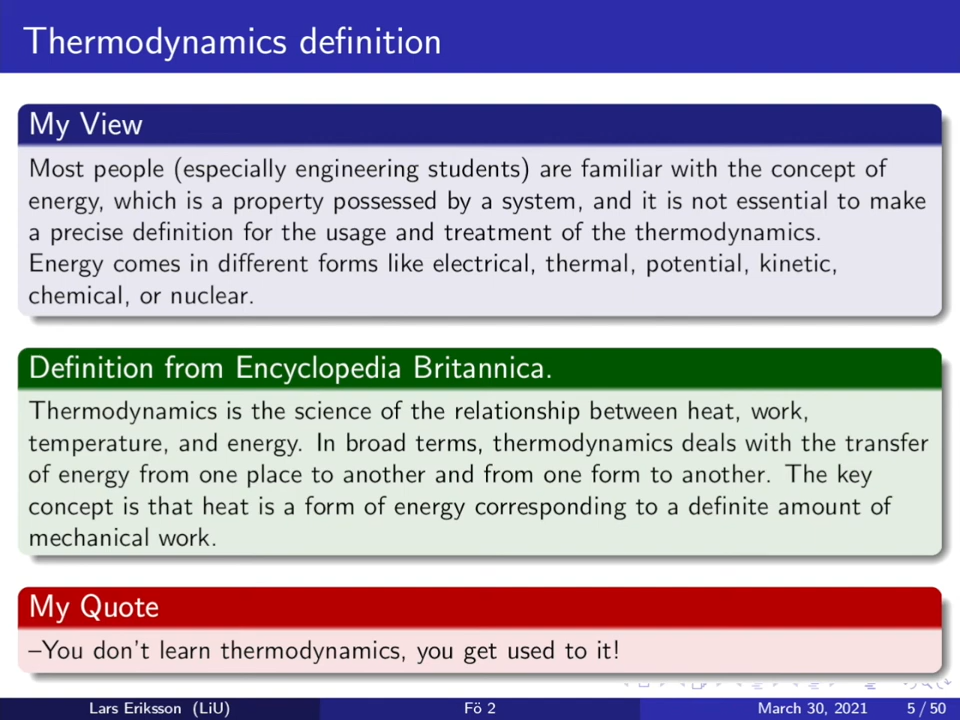 Thermodynamics definition
My View
Most people (especially engineering students) are familiar with the concept of
energy, which is a property possessed by a system, and it is not essential to make
a precise definition for the usage and treatment of the thermodynamics.
Energy comes in different forms like electrical, thermal, potential, kinetic,
chemical, or nuclear.
Definition from Encyclopedia Britannica.
Thermodynamics is the science of the relationship between heat, work,
temperature, and energy. In broad terms, thermodynamics deals with the transfer
of energy from one place to another and from one form to another. The key
concept is that heat is a form of energy corresponding to a definite amount of
mechanical work.
My Quote
–You don't learn thermodynamics, you get used to it!
Lars Eriksson (LiU) Fö 2 March 30, 2021 5 / 50